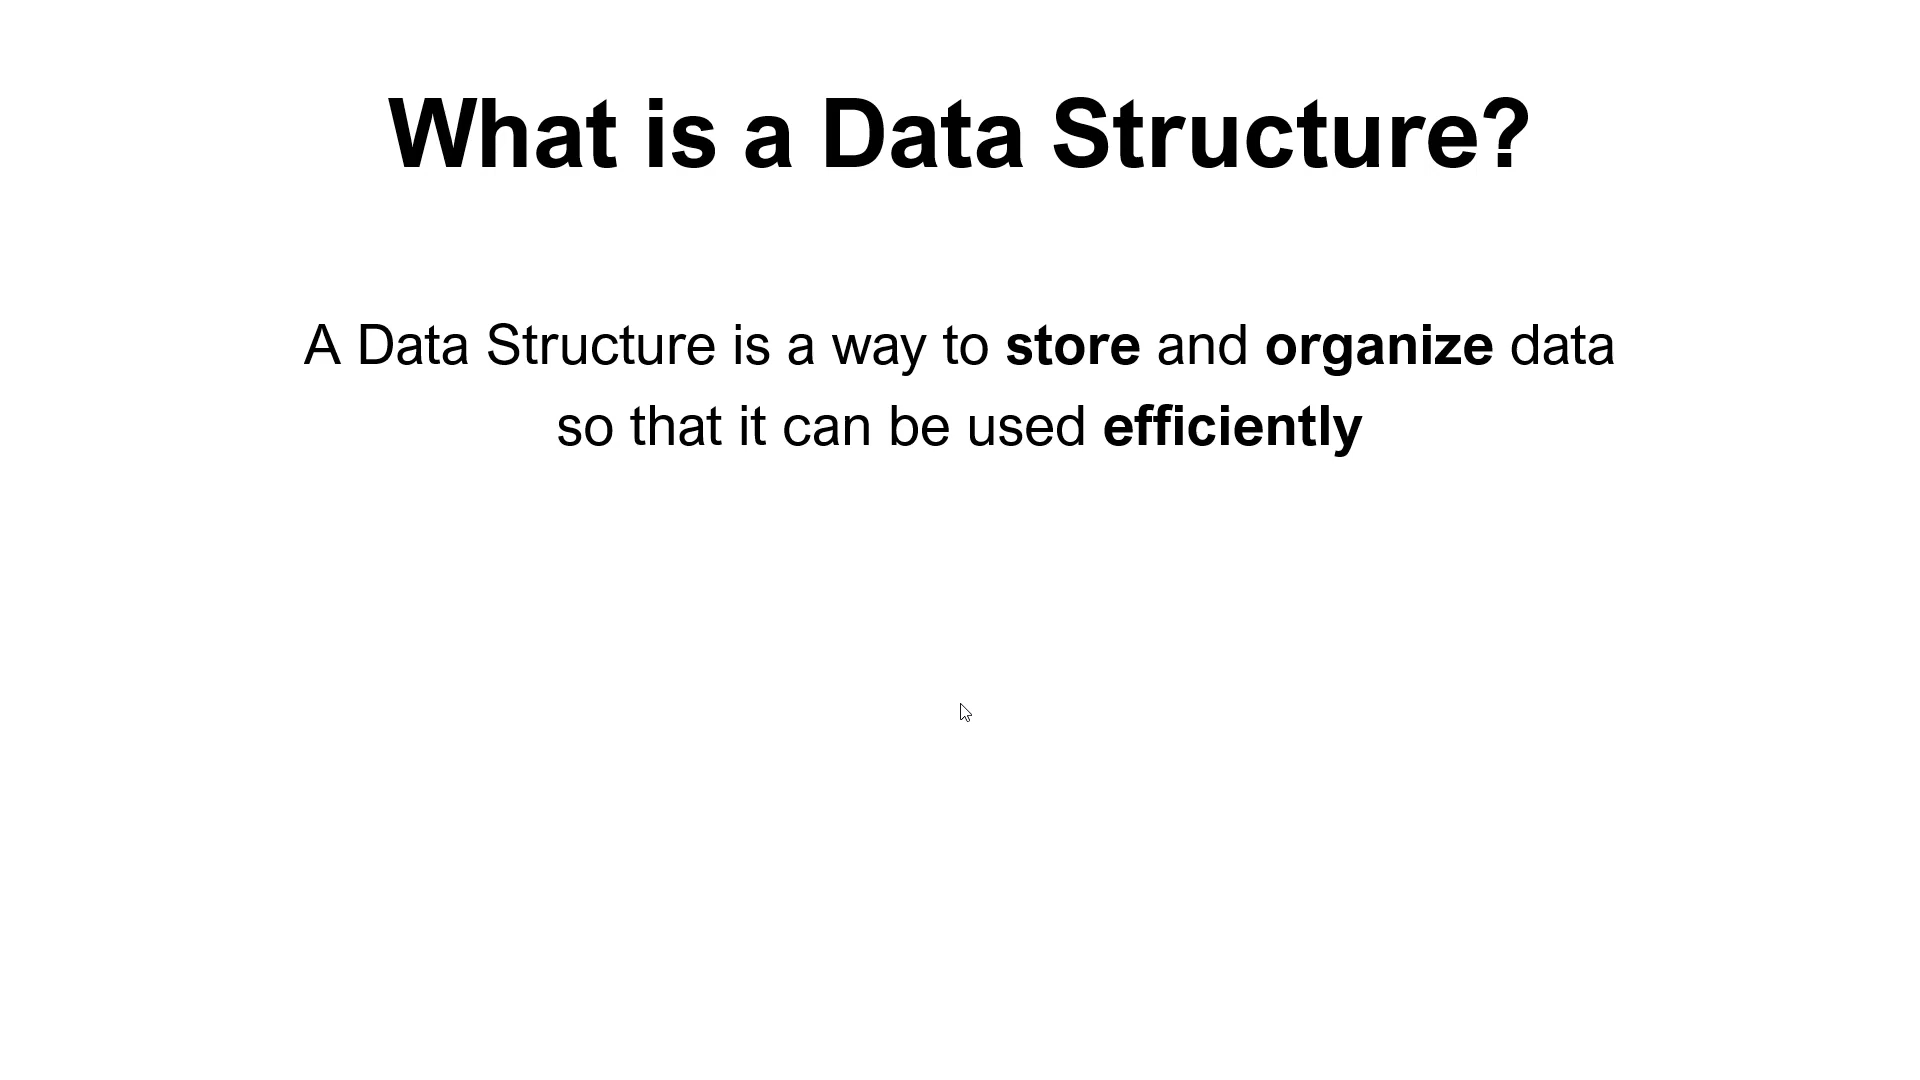 What is a Data Structure?
A Data Structure is a way to store and organize data
so that it can be used efficiently